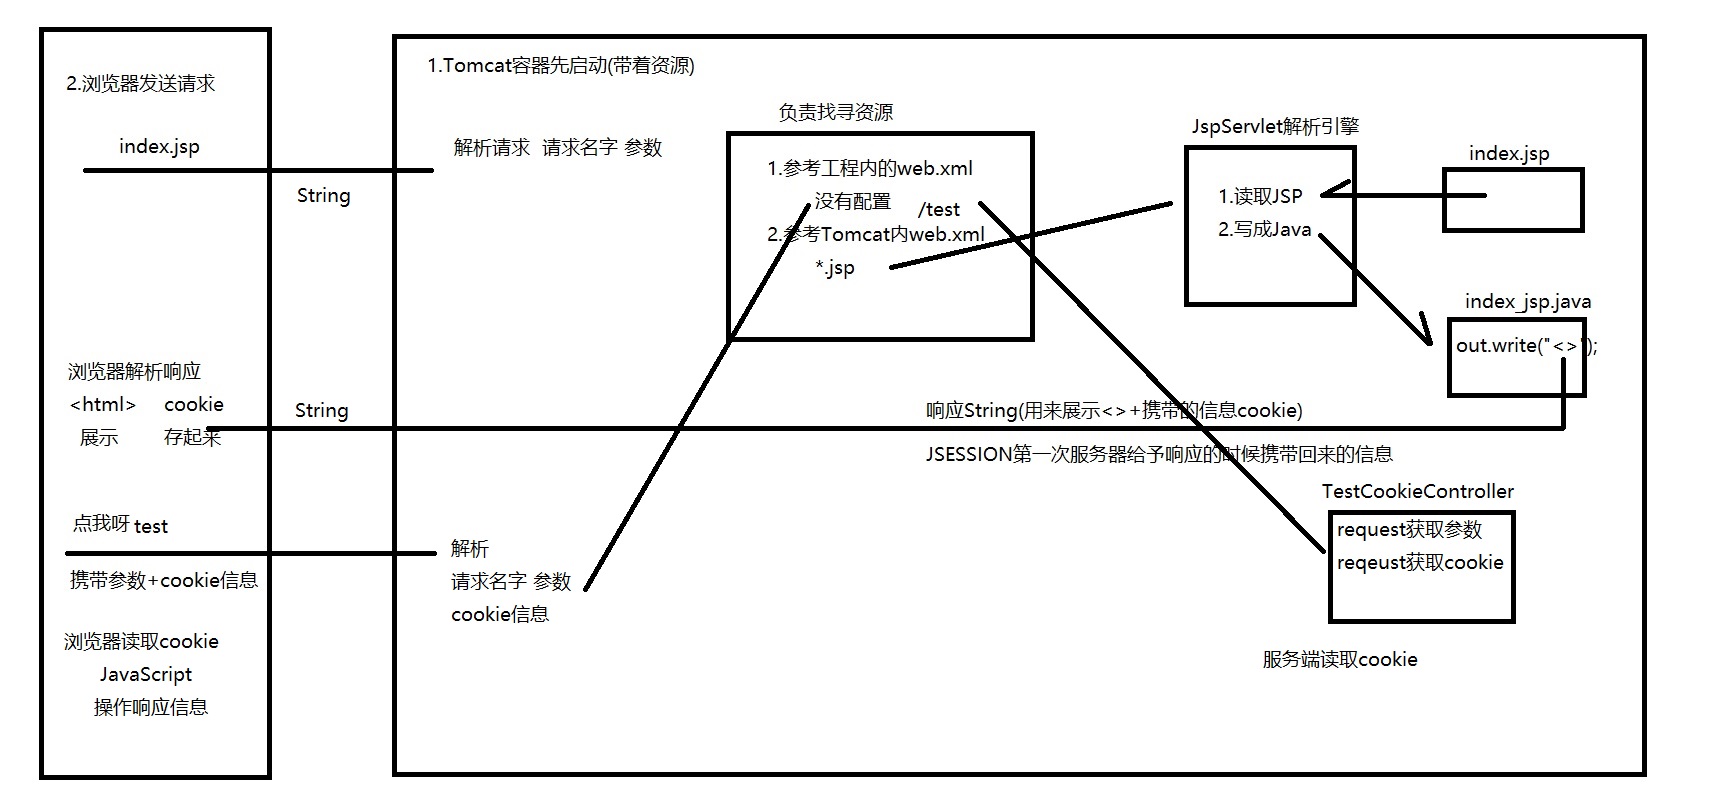 2.浏览器发送请求
index.jsp
String
浏览器解析响应
<html> cookie
展示 存起来
String
点我呀 test
携带参数+cookie信息
浏览器读取cookie
JavaScript
操作响应信息
1.Tomcat容器先启动(带着资源)
解析请求 请求名字 参数
负责找寻资源
1.参考工程内的web.xml
没有配置 /test
2.参考Tomcat内web.xml
*.jsp
JspServlet解析引擎
1.读取JSP
2.写成Java
index.jsp
index_jsp.java
out.write("<>");
响应String(用来展示<>+携带的信息cookie)
JSESSION第一次服务器给予响应的时候携带回来的信息
解析
请求名字 参数
cookie信息
TestCookieController
request获取参数
reqeust获取cookie
服务端读取cookie